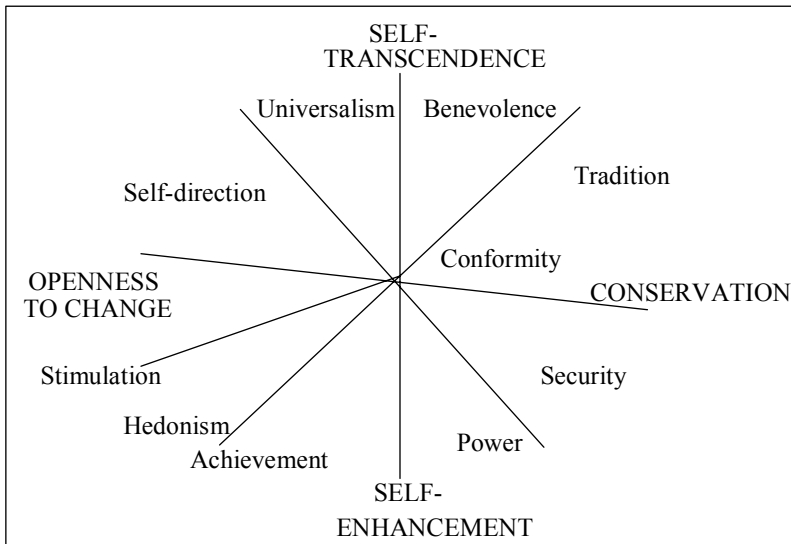 SELF-
TRANSCENDENCE
Universalism
Benevolence
Tradition
Self-direction
Conformity
OPENNESS
TO CHANGE
CONSERVATION
Stimulation
Security
Hedonism
Power
Achievement
SELF-
ENHANCEMENT